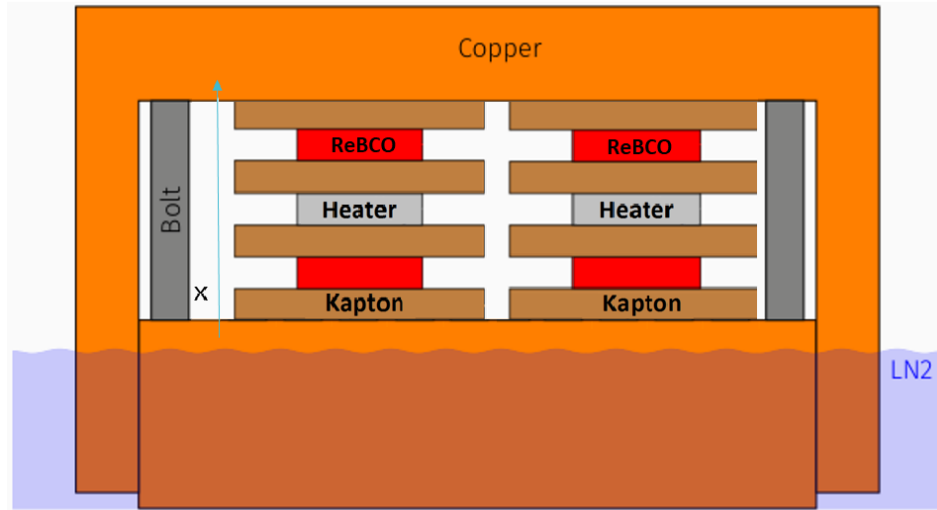 Copper
ReBCO ReBCO
Bolt Heater Heater
X
Kapton Kapton
LN2